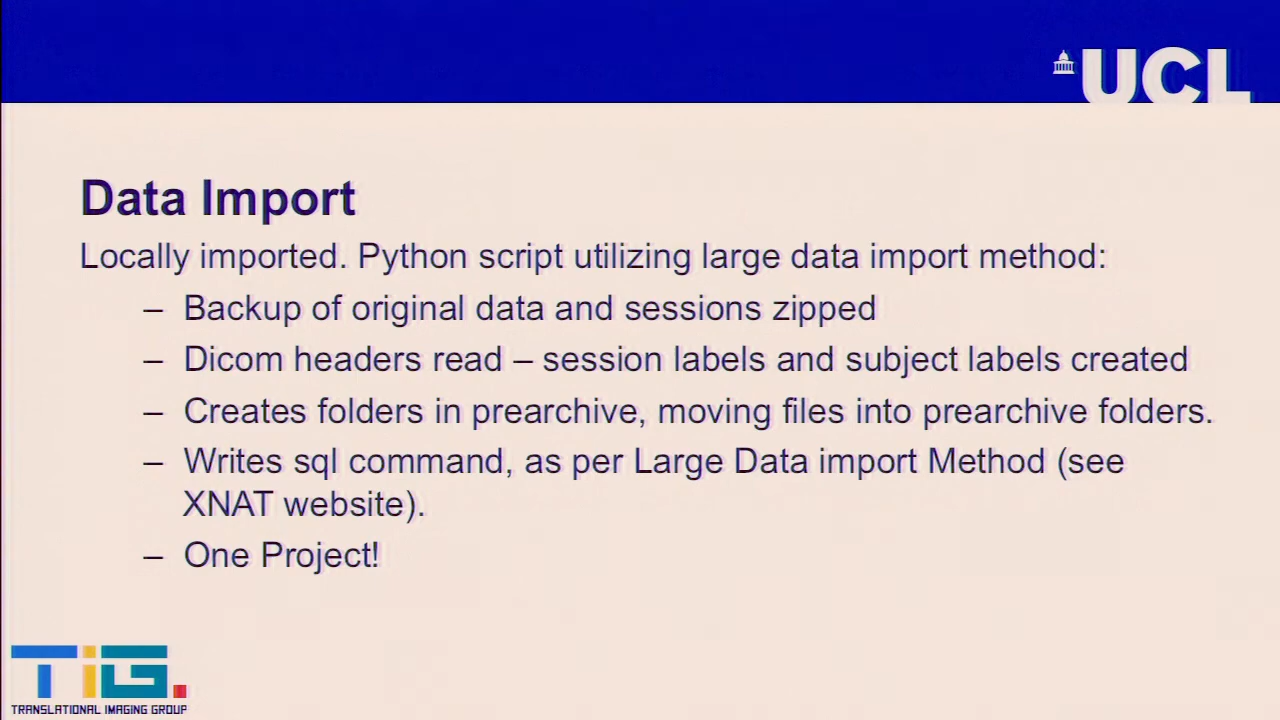 UCL
Data Import
Locally imported. Python script utilizing large data import method:
– Backup of original data and sessions zipped
– Dicom headers read – session labels and subject labels created
– Creates folders in prearchive, moving files into prearchive folders.
– Writes sql command, as per Large Data import Method (see
XNAT website).
– One Project!
TiG.
TRANSLATIONAL IMAGING GROUP